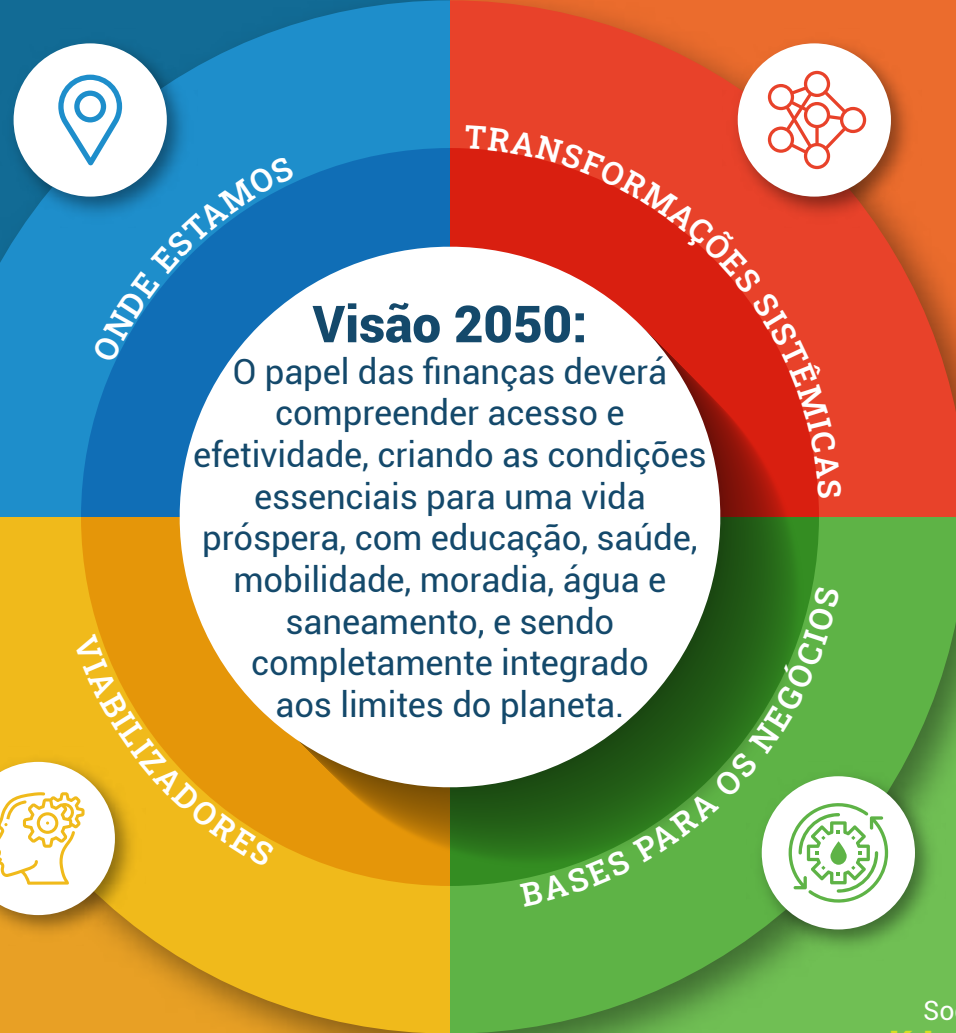 ONDE ESTAMOS
TRANSFORMAÇÕES SISTÊMICAS
Visão 2050:
O papel das finanças deverá
compreender acesso e
efetividade, criando as condições
essenciais para uma vida
próspera, com educação, saúde,
mobilidade, moradia, água e
saneamento, e sendo
completamente integrado
aos limites do planeta.
VIABILIZADORES
BASES PARA OS NEGÓCIOS